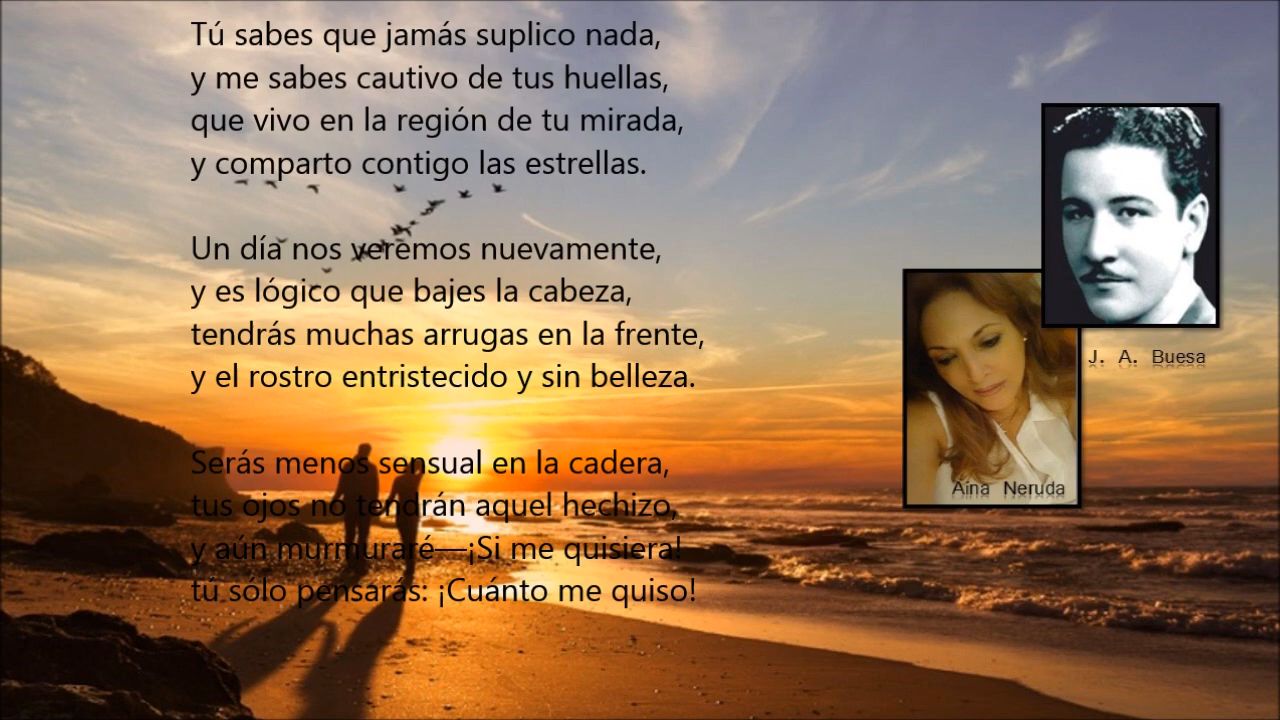 Tú sabes que jamás suplico nada,
y me sabes cautivo de tus huellas,
que vivo en la región de tu mirada,
y comparto contigo las estrellas.
Un día nos veremos nuevamente,
y es lógico que bajes la cabeza,
tendrás muchas arrugas en la frente,
y el rostro entristecido y sin belleza.
Serás menos sensual en la cadera,
tus ojos no tendrán aquel hechizo,
y aún murmuraré—¡Si me quisiera!
tú sólo pensarás: ¡Cuánto me quiso!
J. A. Buesa
Aina Neruda